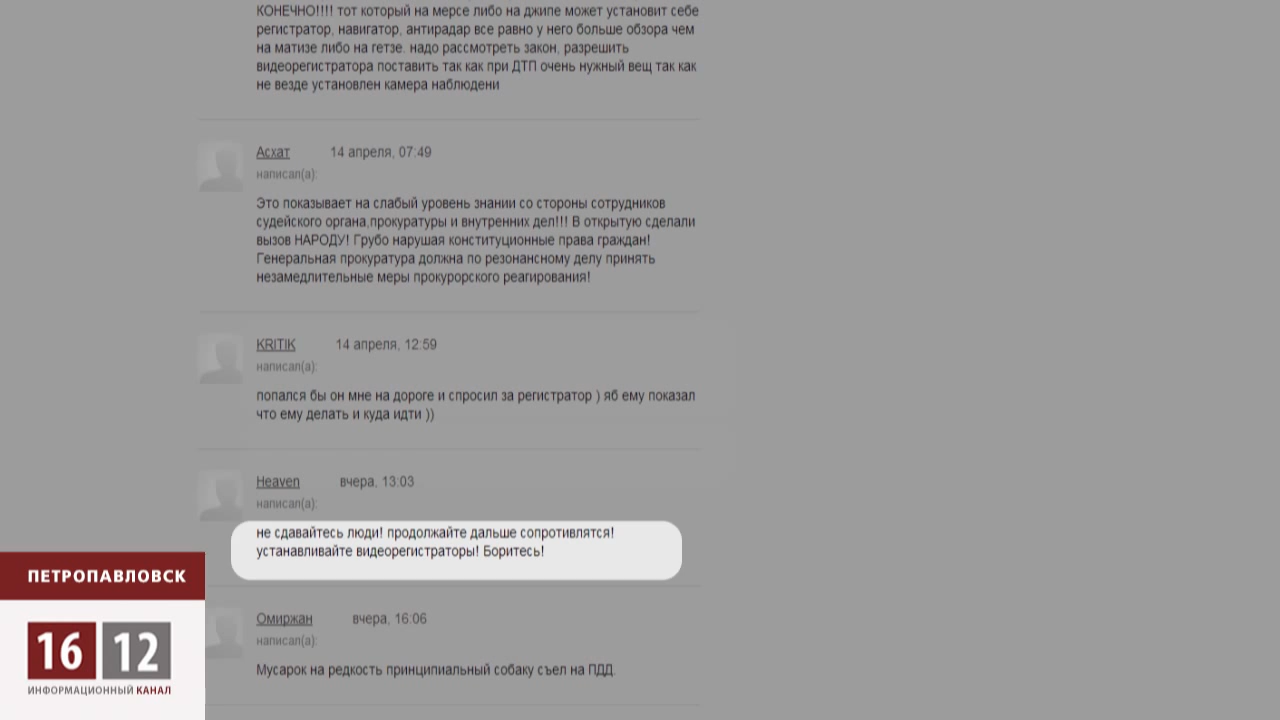 КОНЕЧНО!!!! тот который на мерсе либо на джипе может установит себе
регистратор, навигатор, антирадар все равно у него больше обзора чем
на матизе либо на гетзе. надо рассмотреть закон, разрешить
видеорегистратора поставить так как при ДТП очень нужный вещ так как
не везде установлен камера наблюдени
Асхат 14 апреля, 07:49
написал(а):
Это показывает на слабый уровень знании со стороны сотрудников
судейского органа,прокуратуры и внутренних дел!!! В открытую сделали
вызов НАРОДУ! Грубо нарушая конституционные права граждан!
Генеральная прокуратура должна по резонансному делу принять
незамедлительные меры прокурорского реагирования!
KRITIK 14 апреля, 12:59
написал(а):
попался бы он мне на дороге и спросил за регистратор ) яб ему показал
что ему делать и куда идти ))
Heaven вчера, 13:03
написал(а):
не сдавайтесь люди! продолжайте дальше сопротивлятся!
устанавливайте видеорегистраторы! Боритесь!
Омиржан вчера, 16:06
написал(а):
Мусарок на редкость принципиальный собаку съел на ПДД.
ПЕТРОПАВЛОВСК
16 12
ИНФОРМАЦИОННЫЙ КАНАЛ